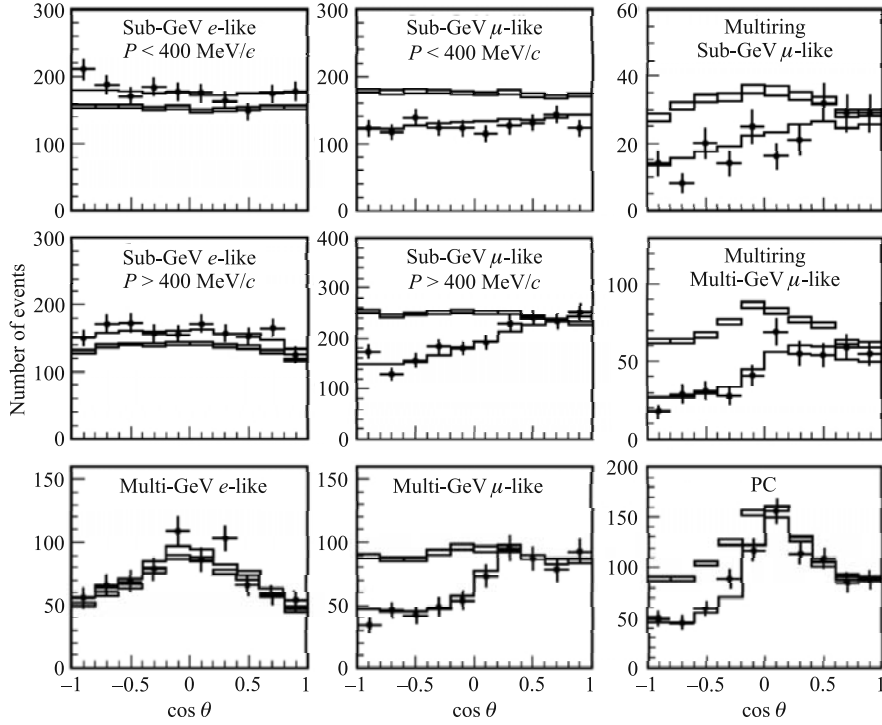 Sub-GeV e-like
P < 400 MeV/c
300
200
100
0
Sub-GeV μ-like
P < 400 MeV/c
300
200
100
0
Multiring
Sub-GeV μ-like
60
40
20
0
Number of events
Sub-GeV e-like
P > 400 MeV/c
300
200
100
0
Sub-GeV μ-like
P > 400 MeV/c
400
300
200
100
0
Multiring
Multi-GeV μ-like
100
50
0
Multi-GeV e-like
150
100
50
0
−1 −0.5 0 0.5 1
cos θ
Multi-GeV μ-like
150
100
50
0
−1 −0.5 0 0.5 1
cos θ
PC
200
150
100
50
0
−1 −0.5 0 0.5 1
cos θ